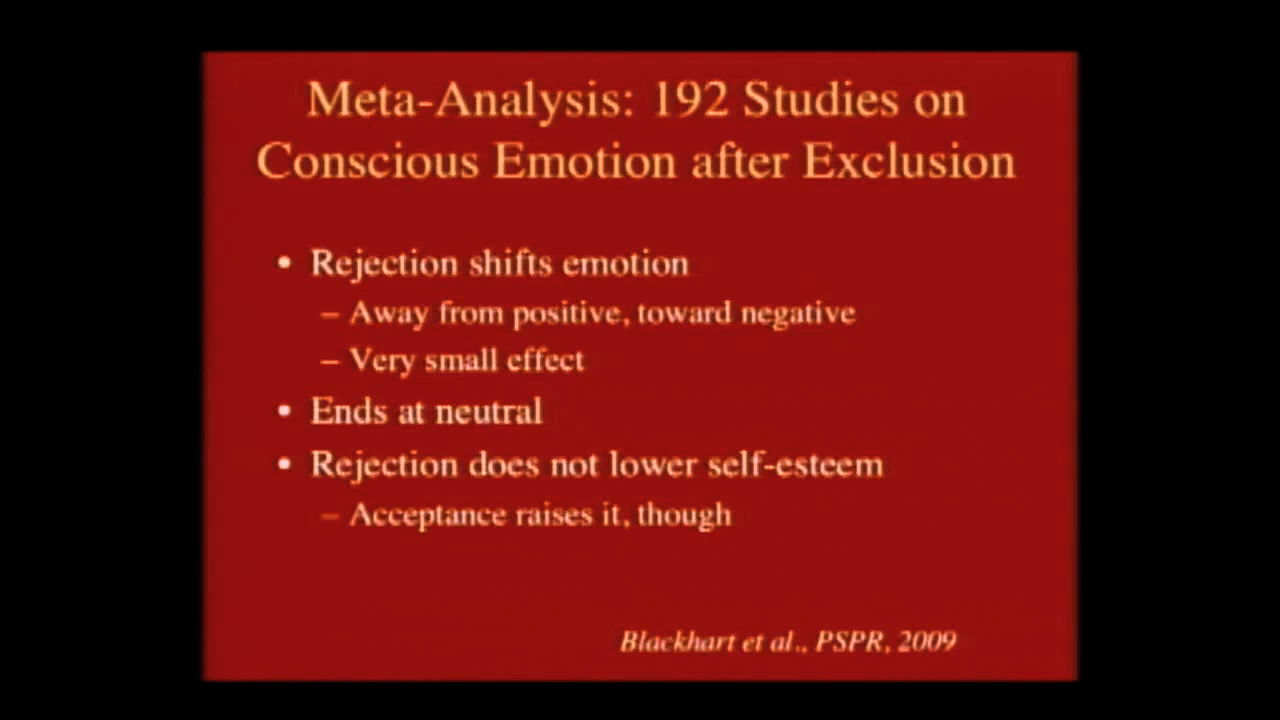 Meta-Analysis: 192 Studies on
Conscious Emotion after Exclusion
• Rejection shifts emotion
– Away from positive, toward negative
– Very small effect
• Ends at neutral
• Rejection does not lower self-esteem
– Acceptance raises it, though
Blackhart et al., PSPR, 2009